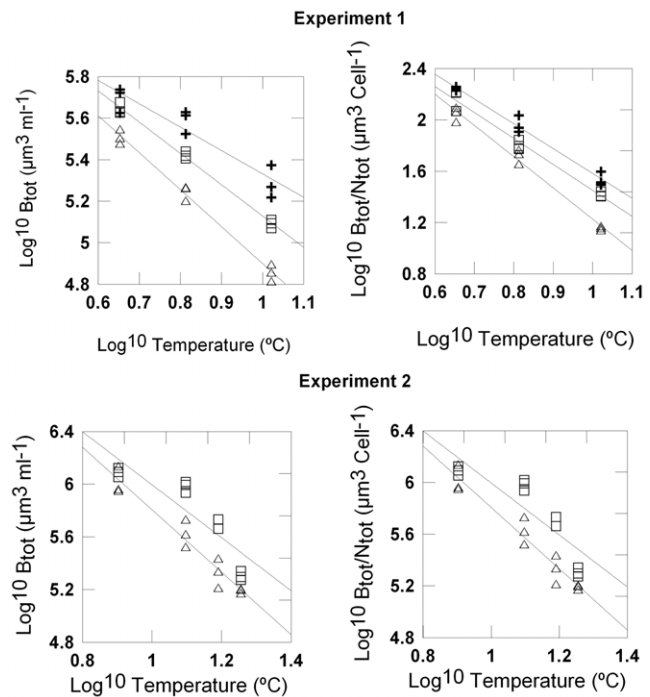 Experiment 1
Log10 Btot (µm3 ml-1)
5.8
5.6
5.4
5.2
5
4.8
0.6 0.7 0.8 0.9 1 1.1
Log10 Temperature (ºC)
Log10 Btot/Ntot (µm3 Cell-1)
2.4
2
1.6
1.2
0.8
0.6 0.7 0.8 0.9 1 1.1
Log10 Temperature (ºC)
Experiment 2
Log10 Btot (µm3 ml-1)
6.4
6
5.6
5.2
4.8
0.8 1 1.2 1.4
Log10 Temperature (ºC)
Log10 Btot/Ntot (µm3 Cell-1)
6.4
6
5.6
5.2
4.8
0.8 1 1.2 1.4
Log10 Temperature (ºC)